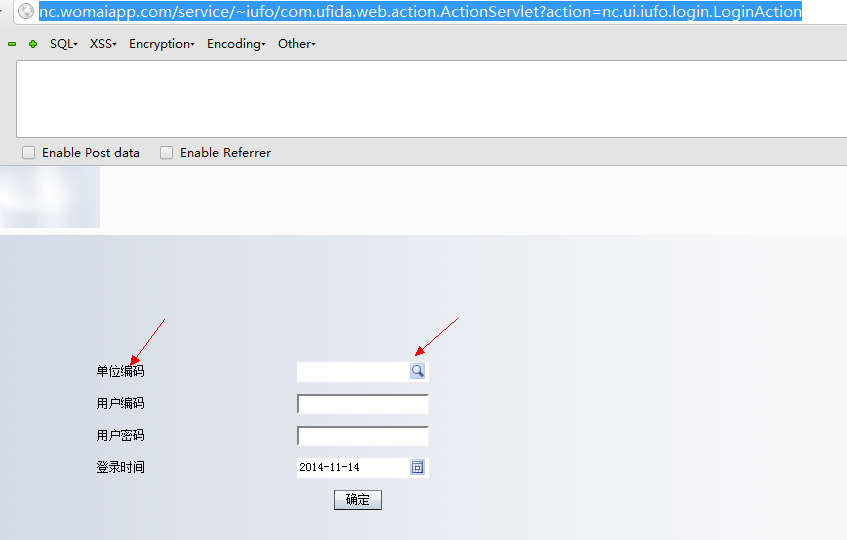 nc.womaiapp.com/service/~iufo/com.ufida.web.action.ActionServlet?action=nc.ui.iufo.login.LoginAction
SQL XSS Encryption Encoding Other
Enable Post data Enable Referrer
单位编码
用户编码
用户密码
登录时间 2014-11-14
确定